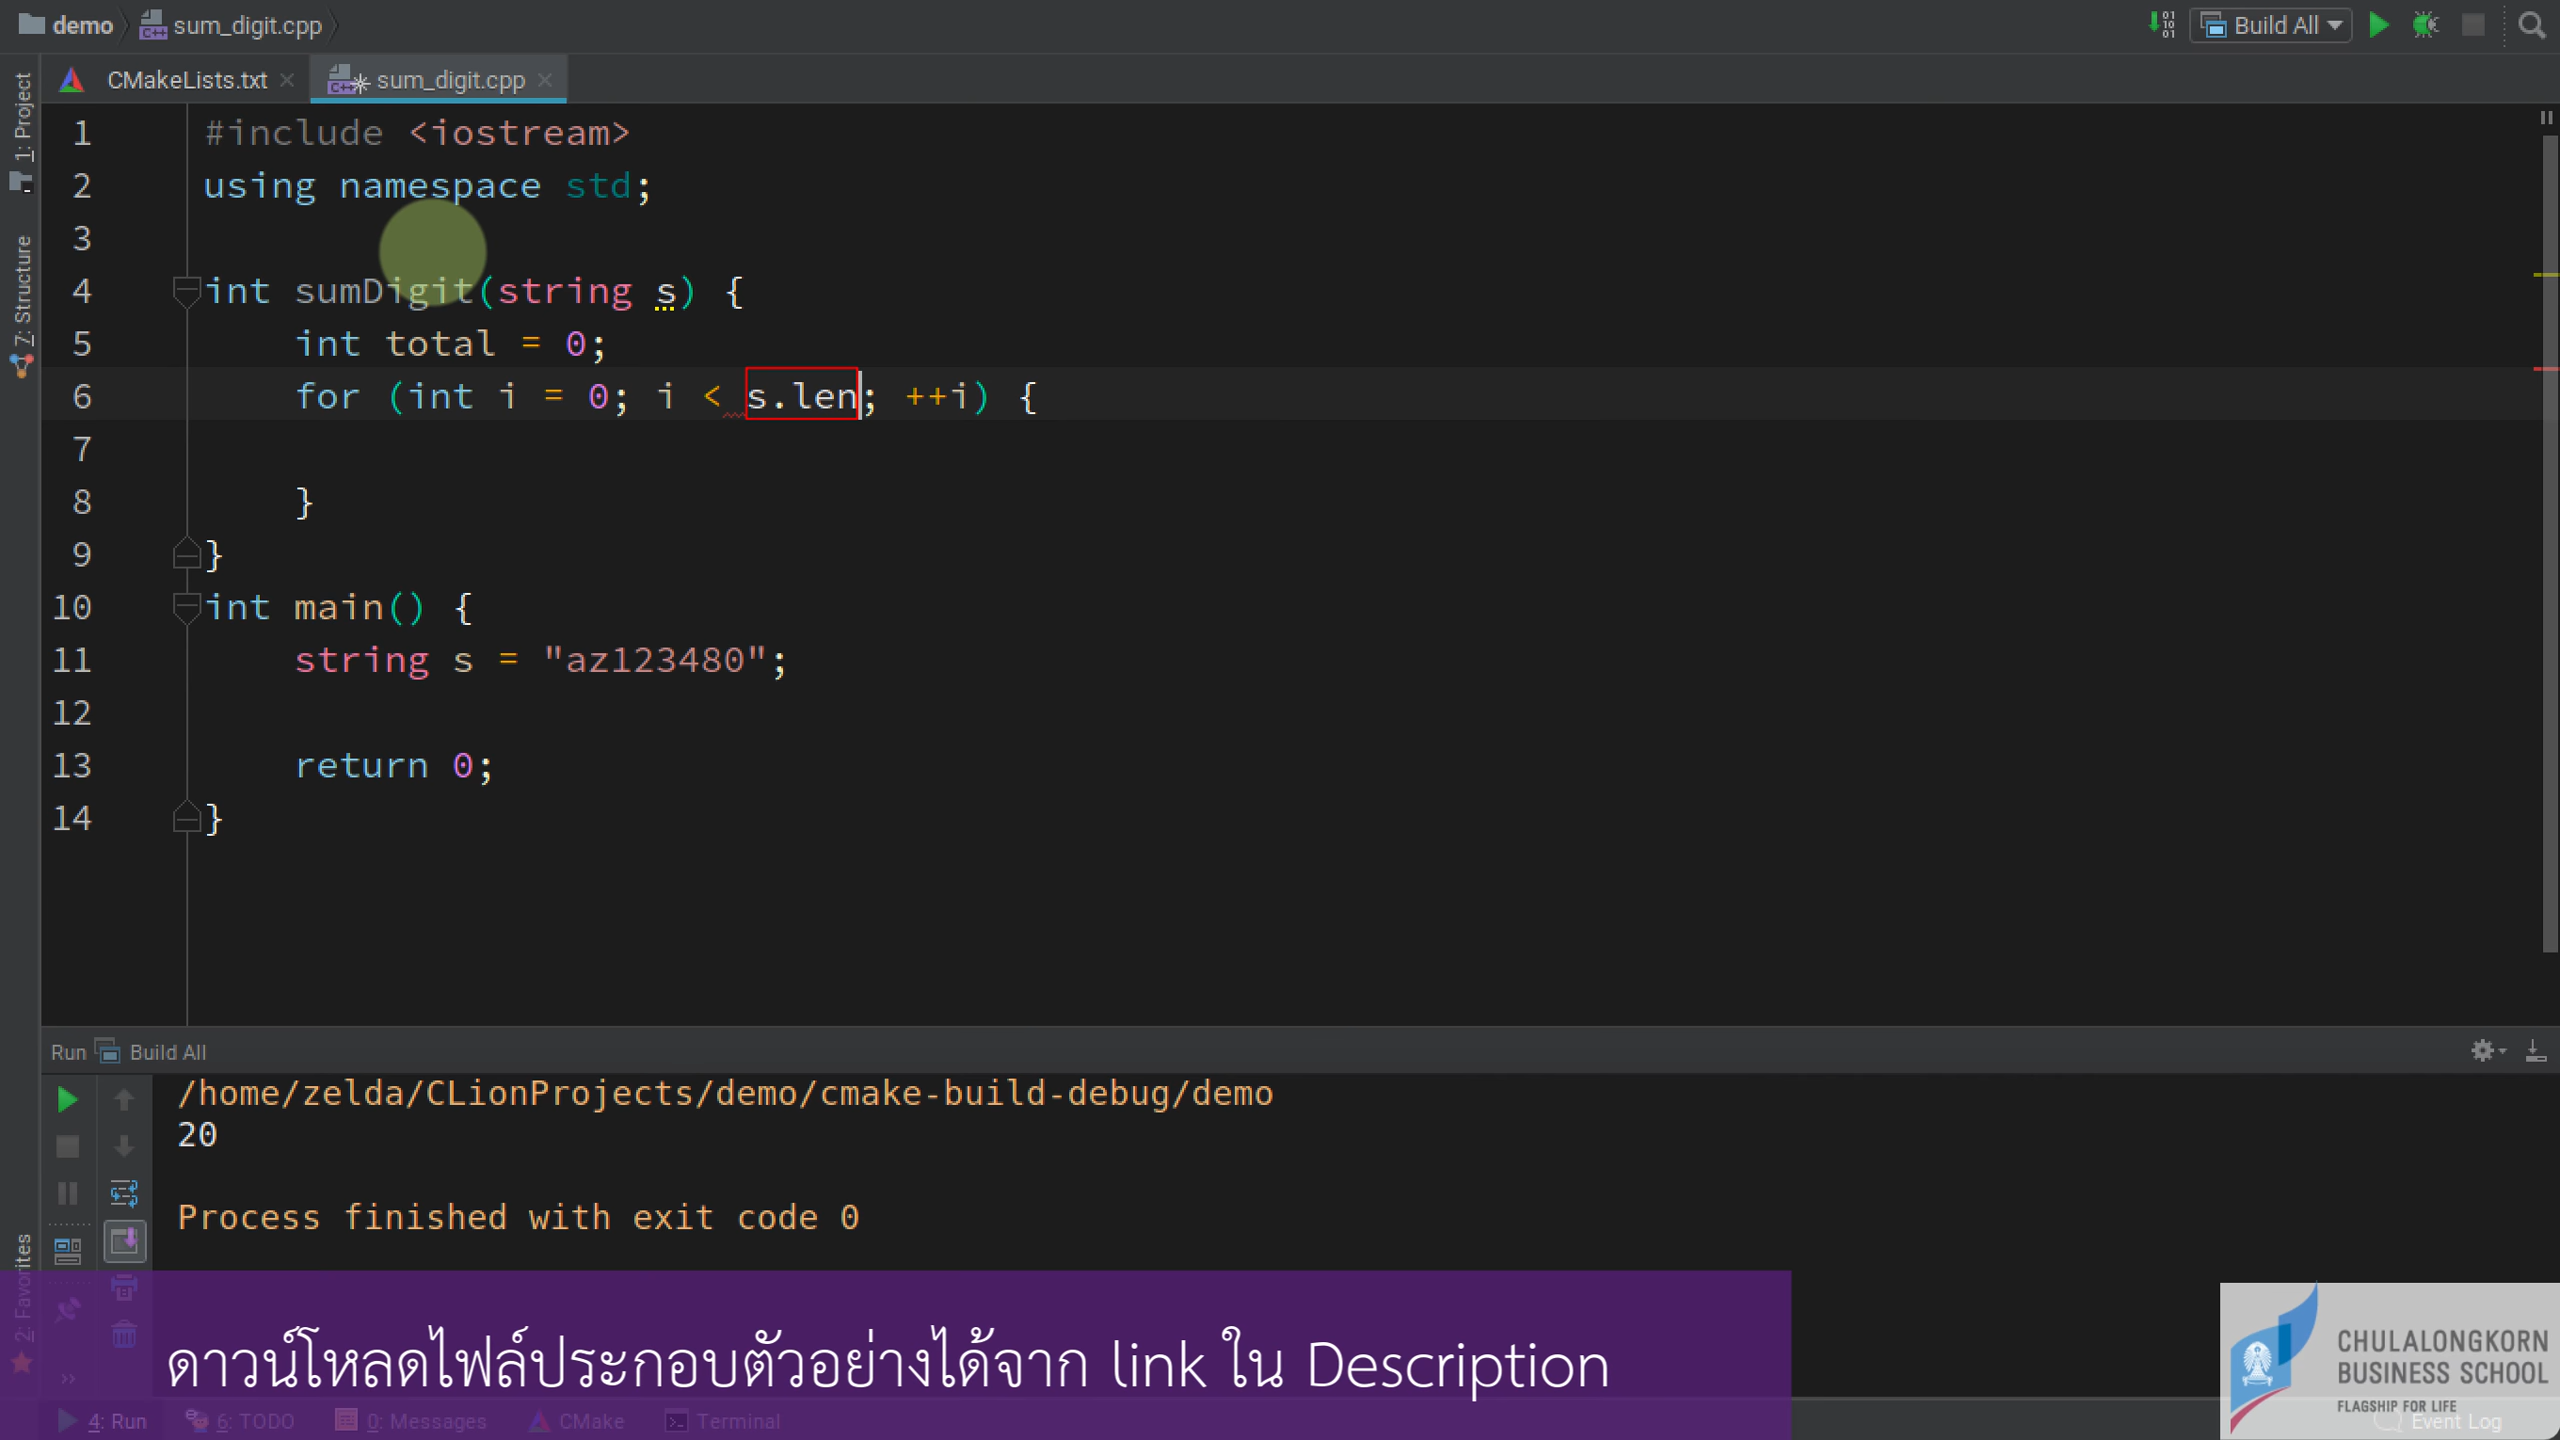 demo sum_digit.cpp Build All
CMakeLists.txt sum_digit.cpp
1: Project
7: Structure
2: Favorites
1 #include <iostream>
2 using namespace std;
3
4 int sumDigit(string s) {
5 int total = 0;
6 for (int i = 0; i < s.len; ++i) {
7
8 }
9 }
10 int main() {
11 string s = "az123480";
12
13 return 0;
14 }
Run Build All
/home/zelda/CLionProjects/demo/cmake-build-debug/demo
20
Process finished with exit code 0
ดาวน์โหลดไฟล์ประกอบตัวอย่างได้จาก link ใน Description
CHULALONGKORN
BUSINESS SCHOOL
FLAGSHIP FOR LIFE
4: Run 6: TODO 0: Messages CMake Terminal Event Log